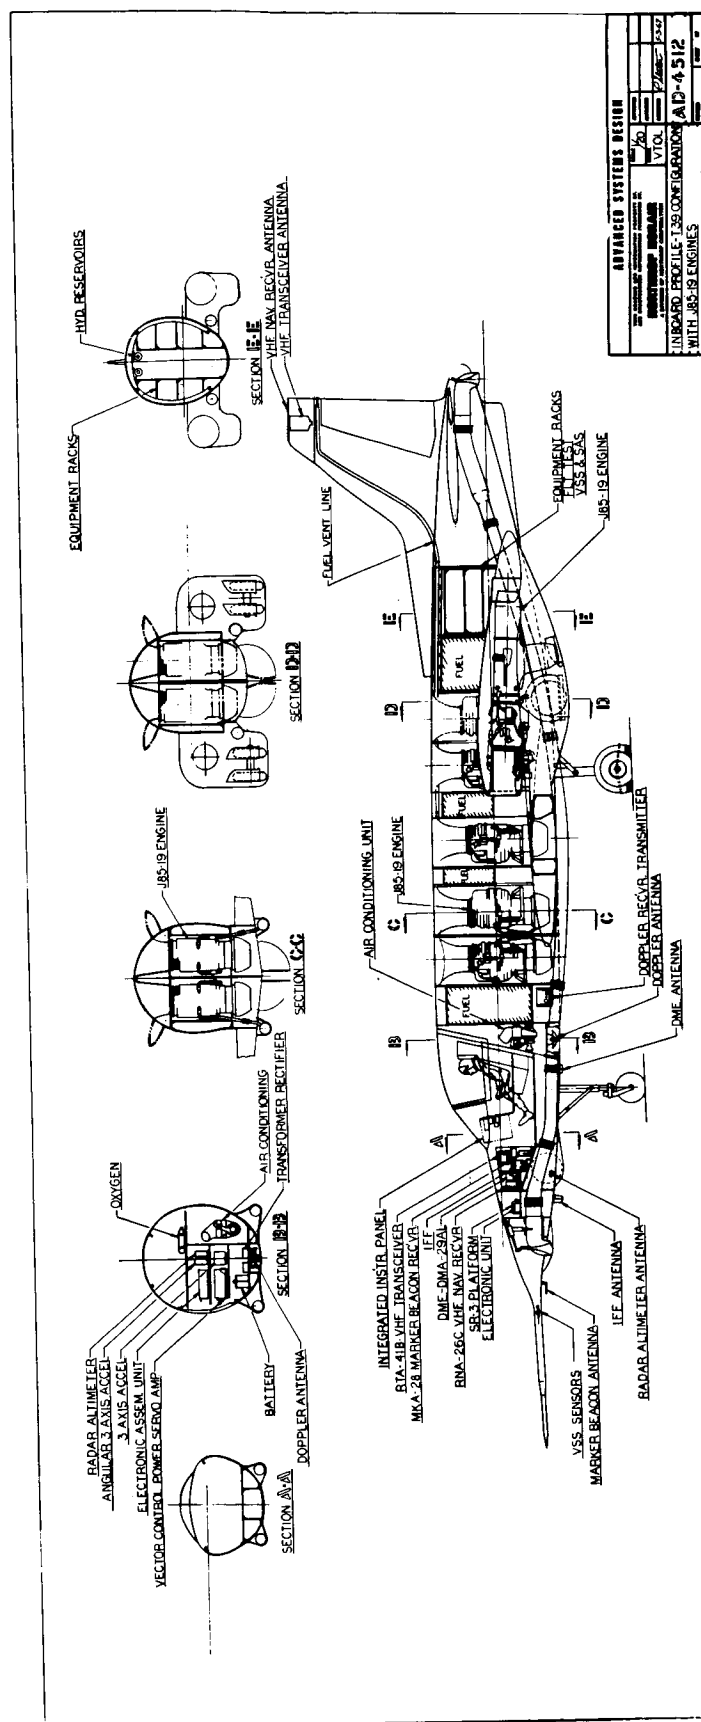 HYD. RESERVOIRS
EQUIPMENT RACKS
SECTION E-E
VHF NAV RECVR. ANTENNA
VHF TRANSCEIVER ANTENNA
SECTION D-D
J85-19 ENGINE
SECTION C-C
OXYGEN
RADAR ALTIMETER
ANGULAR 3 AXIS ACCEL
3 AXIS ACCEL
ELECTRONIC ASSEM. UNIT
VECTOR CONTROL POWER SERVO AMP
AIR CONDITIONING
TRANSFORMER RECTIFIER
SECTION B-B
BATTERY
DOPPLER ANTENNA
SECTION A-A
FUEL VENT LINE
EQUIPMENT RACKS
FLT TEST
VSS & SAS
J85-19 ENGINE
E
E
FUEL
D
D
FUEL
J85-19 ENGINE
AIR CONDITIONING UNIT
C
C
FUEL
B
B
DOPPLER RECVR. TRANSMITTER
DOPPLER ANTENNA
DME ANTENNA
A
A
INTEGRATED INSTR. PANEL
RTA-41B-VHF TRANSCEIVER
MKA-28 MARKER BEACON RECVR
IFF
DME-DMA-29A
RNA-26C VHF NAV. RECVR
SR-3 PLATFORM
ELECTRONIC UNIT
IFF ANTENNA
RADAR ALTIMETER ANTENNA
VSS SENSORS
MARKER BEACON ANTENNA
ADVANCED SYSTEMS DESIGN
NORTHROP NORAIR
1/20
VTOL
INBOARD PROFILE-T39 CONFIGURATION
WITH J85-19 ENGINES
AD-4512